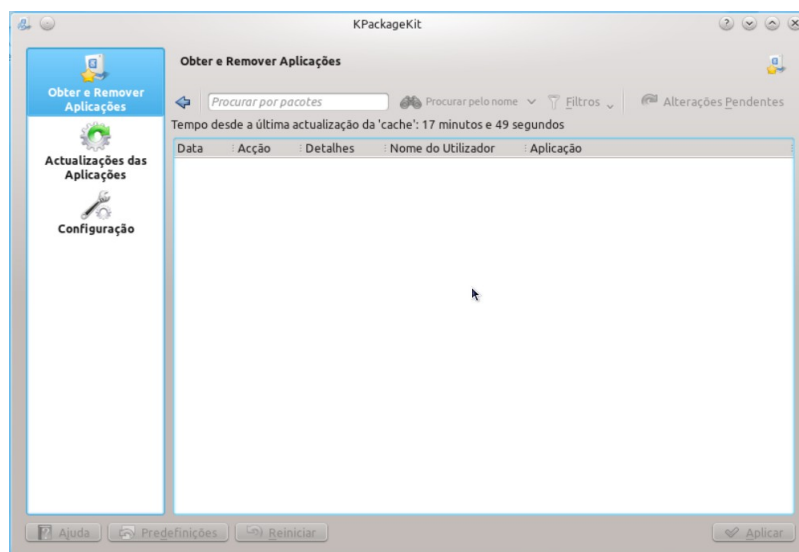 KPackageKit
Obter e Remover Aplicações
Actualizações das Aplicações
Configuração
Obter e Remover Aplicações
Procurar por pacotes
Procurar pelo nome
Filtros
Alterações Pendentes
Tempo desde a última actualização da 'cache': 17 minutos e 49 segundos
Data Acção Detalhes Nome do Utilizador Aplicação
Ajuda
Predefinições
Reiniciar
Aplicar